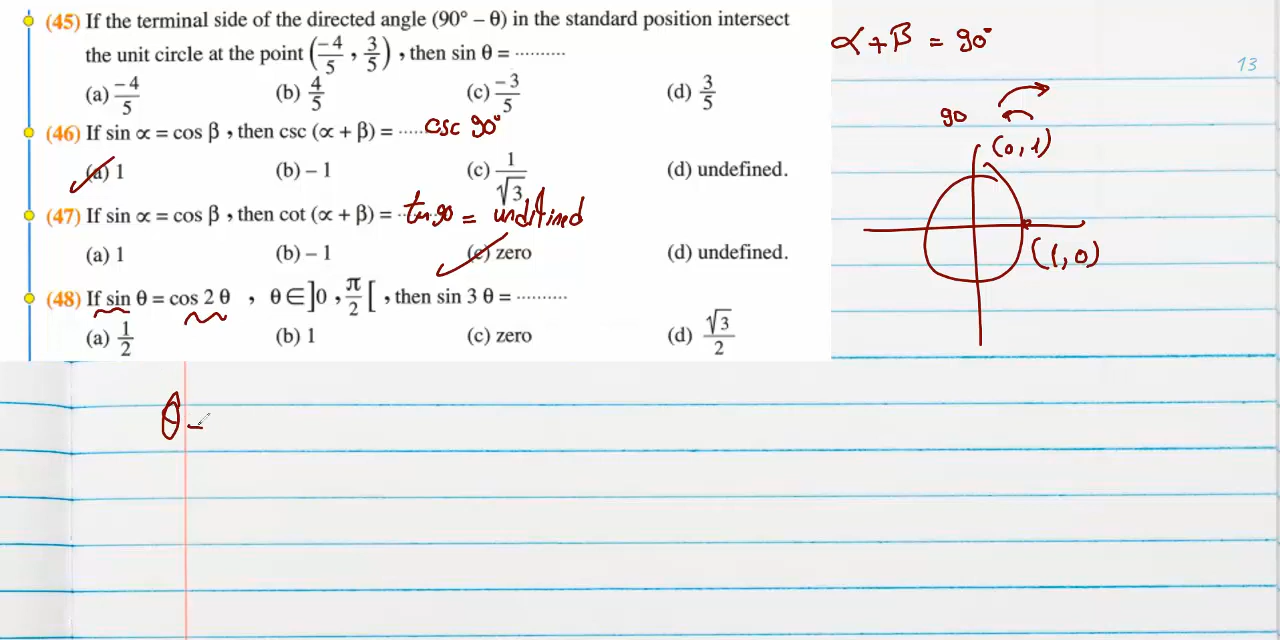 (45) If the terminal side of the directed angle (90° – θ) in the standard position intersect
the unit circle at the point (-4/5 , 3/5) , then sin θ = ··········
(a) -4/5 (b) 4/5 (c) -3/5 (d) 3/5
(46) If sin α = cos β , then csc (α + β) = ····· csc 90°
(a) 1 (b) – 1 (c) 1/√3 (d) undefined.
(47) If sin α = cos β , then cot (α + β) = ·· tan 90 = undefined
(a) 1 (b) – 1 (c) zero (d) undefined.
(48) If sin θ = cos 2 θ , θ ∈ ]0 , π/2 [ , then sin 3 θ = ··········
(a) 1/2 (b) 1 (c) zero (d) √3/2
α + β = 90°
13
90
(0, 1)
(1, 0)
θ -